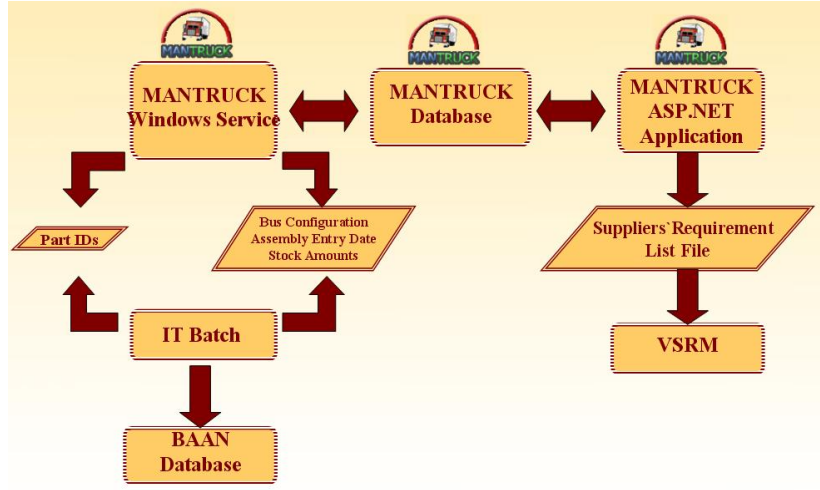 MANTRUCK
MANTRUCK
MANTRUCK
MANTRUCK
Windows Service
MANTRUCK
Database
MANTRUCK
ASP.NET
Application
Part IDs
Bus Configuration
Assembly Entry Date
Stock Amounts
Suppliers`Requirement
List File
IT Batch
VSRM
BAAN
Database